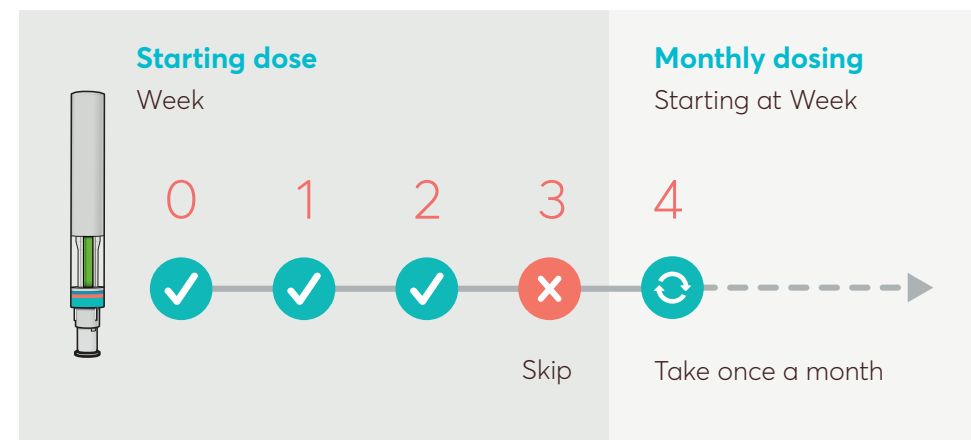 Starting dose
Week
0 1 2 3
Skip
Monthly dosing
Starting at Week
4
Take once a month